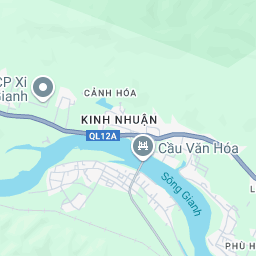 CP Xi
Gianh
CẢNH HÓA
KINH NHUẬN
QL12A
Cầu Văn Hóa
Sông Gianh
L
PHÙ H